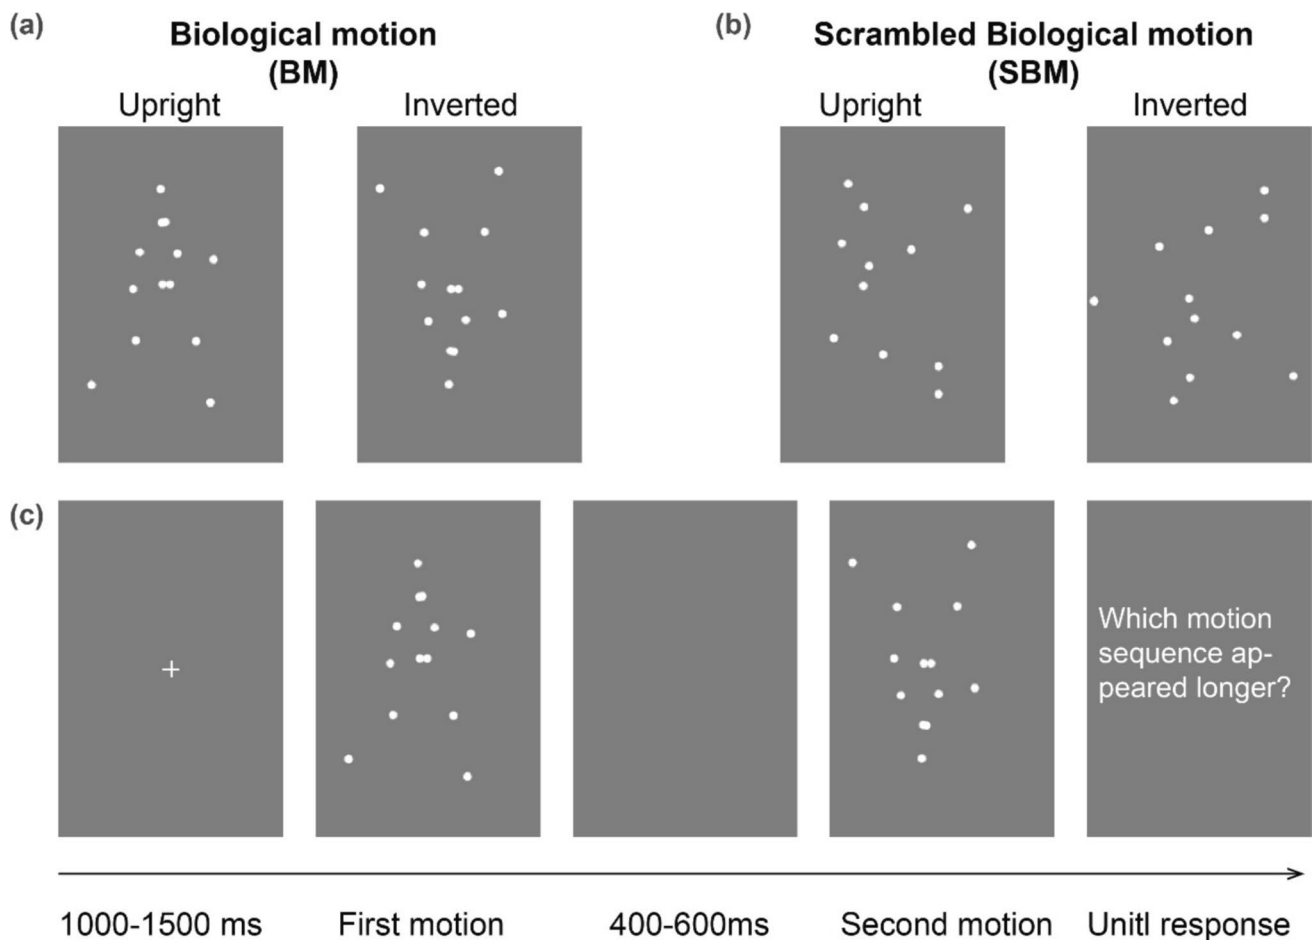 (a)
Biological motion
(BM)
Upright
Inverted
(b)
Scrambled Biological motion
(SBM)
Upright
Inverted
(c)
+
Which motion
sequence ap-
peared longer?
1000-1500 ms
First motion
400-600ms
Second motion
Unitl response